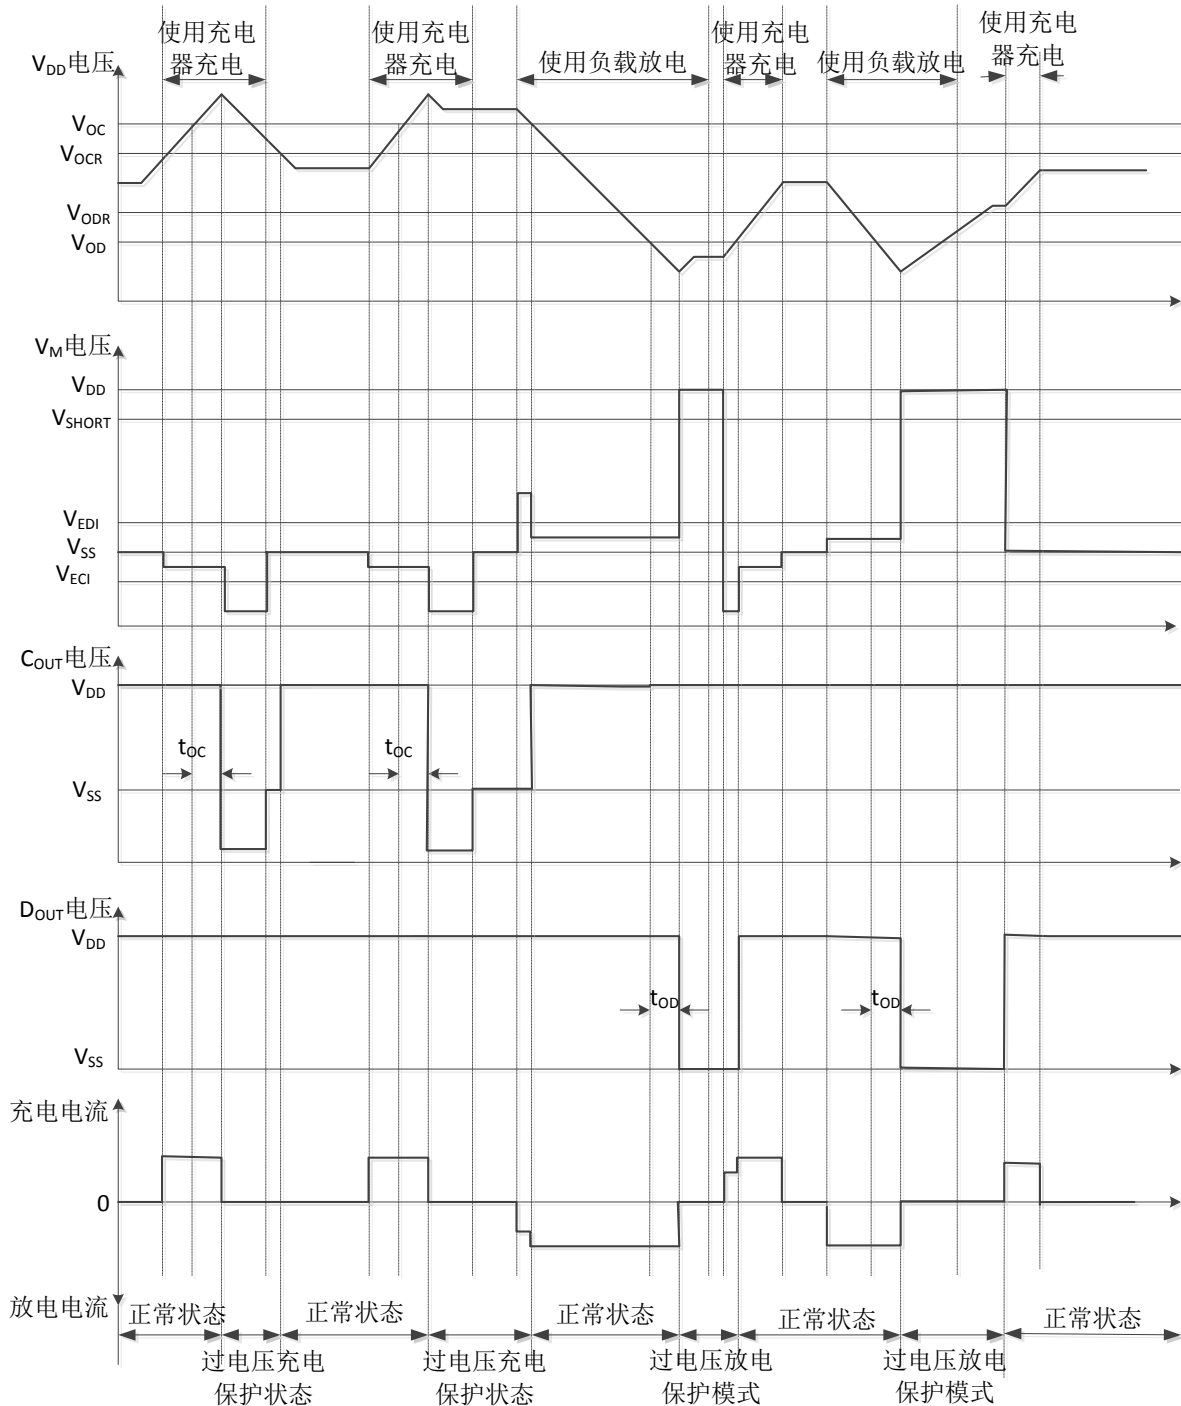 使用充电
器充电
使用充电
器充电
使用负载放电
使用充电
器充电
使用负载放电
使用充电
器充电
VDD电压
VOC
VOCR
VODR
VOD
VM电压
VDD
VSHORT
VEDI
VSS
VECI
COUT电压
VDD
tOC
tOC
VSS
DOUT电压
VDD
tOD
tOD
VSS
充电电流
0
放电电流
正常状态
正常状态
正常状态
正常状态
正常状态
过电压充电
保护状态
过电压充电
保护状态
过电压放电
保护模式
过电压放电
保护模式